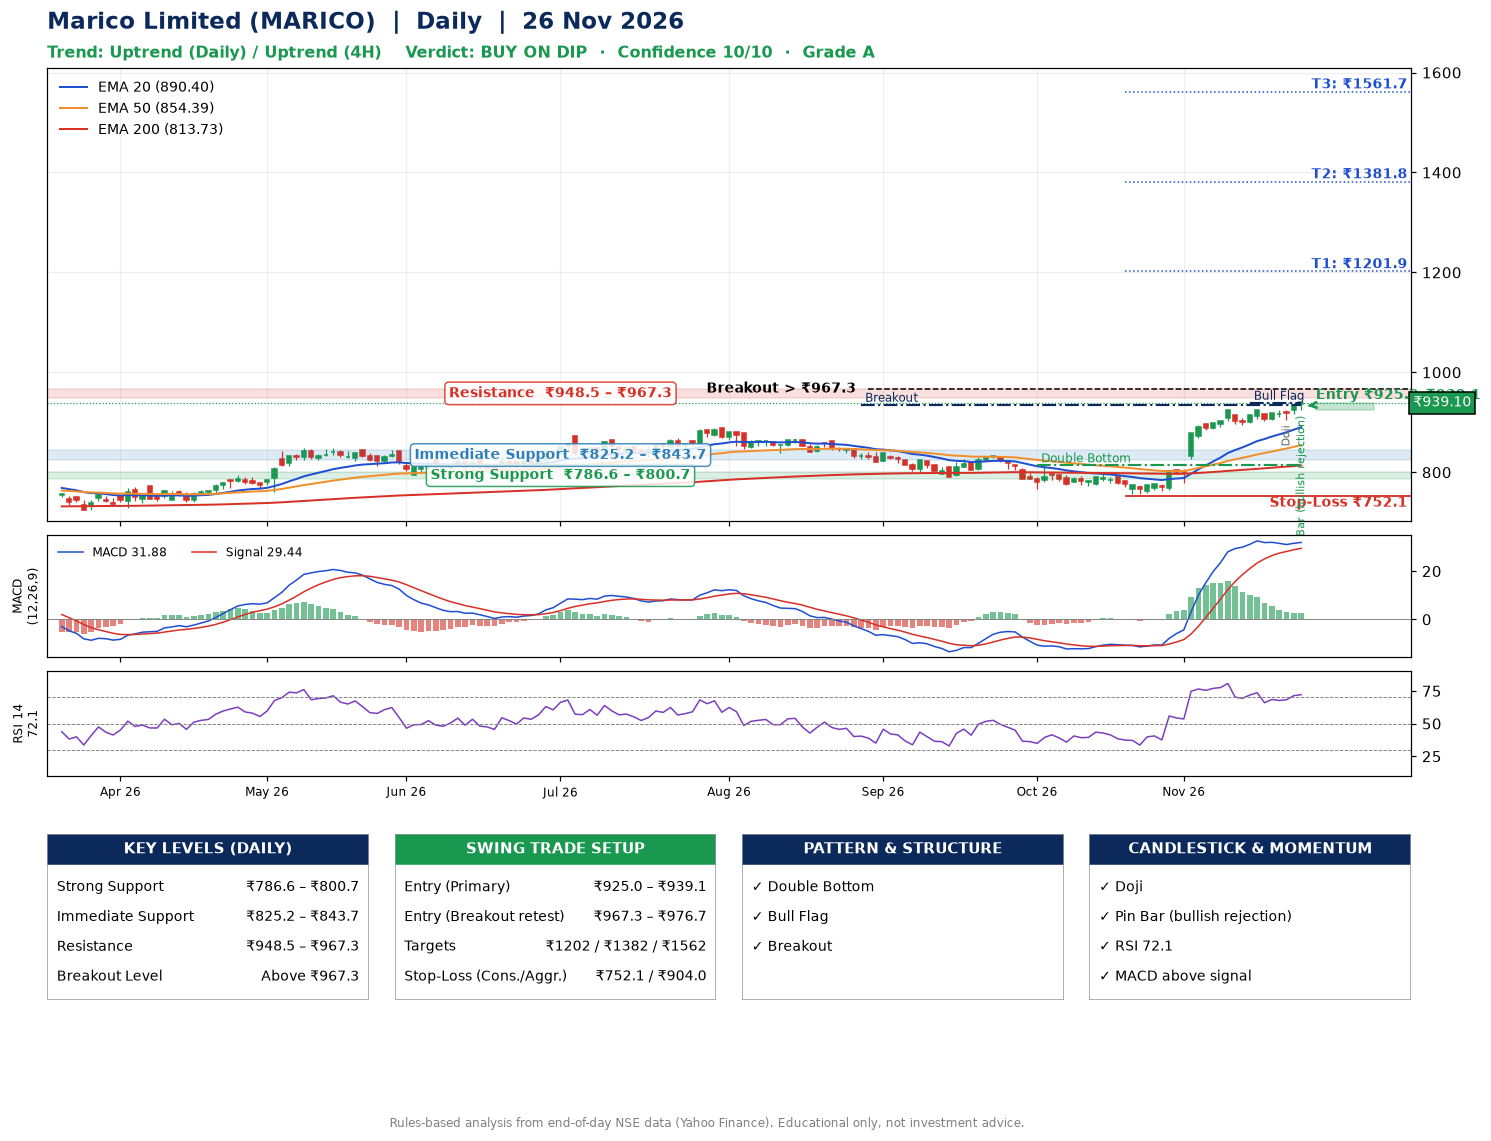 Marico Limited (MARICO) | Daily | 26 Nov 2026
Trend: Uptrend (Daily) / Uptrend (4H) Verdict: BUY ON DIP · Confidence 10/10 · Grade A
EMA 20 (890.40)
EMA 50 (854.39)
EMA 200 (813.73)
T3: ₹1561.7
T2: ₹1381.8
T1: ₹1201.9
1600
1400
1200
1000
800
Resistance ₹948.5 – ₹967.3
Breakout > ₹967.3
Breakout
Bull Flag
Entry ₹925.
₹939.10
Immediate Support ₹825.2 – ₹843.7
Strong Support ₹786.6 – ₹800.7
Double Bottom
Doji
Bar (bullish rejection)
Stop-Loss ₹752.1
MACD 31.88
Signal 29.44
MACD
(12,26,9)
20
0
RSI 14
72.1
75
50
25
Apr 26 May 26 Jun 26 Jul 26 Aug 26 Sep 26 Oct 26 Nov 26
KEY LEVELS (DAILY)
Strong Support ₹786.6 – ₹800.7
Immediate Support ₹825.2 – ₹843.7
Resistance ₹948.5 – ₹967.3
Breakout Level Above ₹967.3
SWING TRADE SETUP
Entry (Primary) ₹925.0 – ₹939.1
Entry (Breakout retest) ₹967.3 – ₹976.7
Targets ₹1202 / ₹1382 / ₹1562
Stop-Loss (Cons./Aggr.) ₹752.1 / ₹904.0
PATTERN & STRUCTURE
✓ Double Bottom
✓ Bull Flag
✓ Breakout
CANDLESTICK & MOMENTUM
✓ Doji
✓ Pin Bar (bullish rejection)
✓ RSI 72.1
✓ MACD above signal
Rules-based analysis from end-of-day NSE data (Yahoo Finance). Educational only, not investment advice.